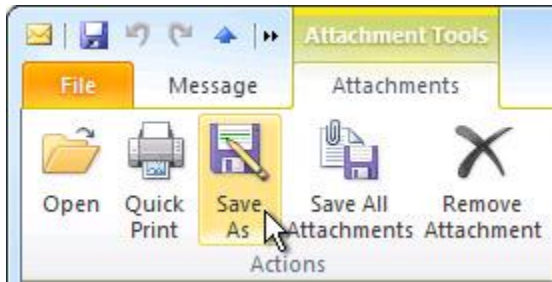 Attachment Tools
File Message Attachments
Open Quick Print Save As Save All Attachments Remove Attachment
Actions